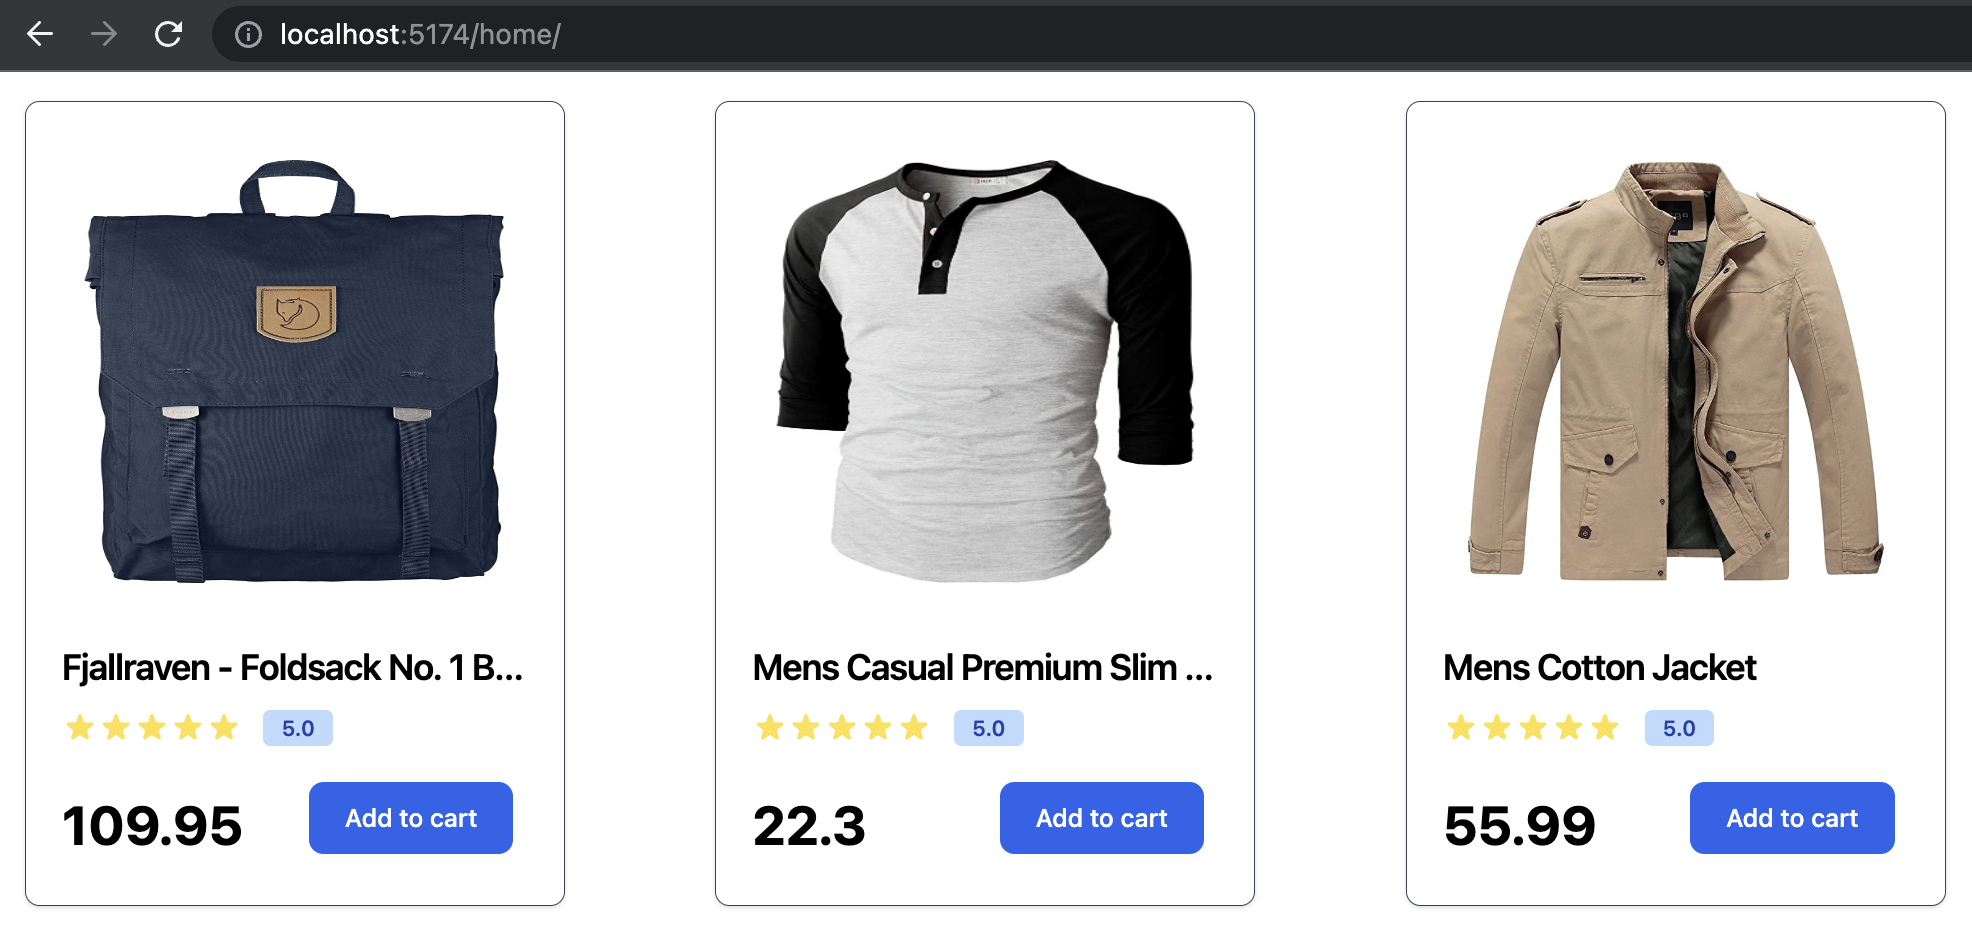 localhost:5174/home/
Fjallraven - Foldsack No. 1 B...
5.0
109.95
Add to cart
Mens Casual Premium Slim ...
5.0
22.3
Add to cart
Mens Cotton Jacket
5.0
55.99
Add to cart